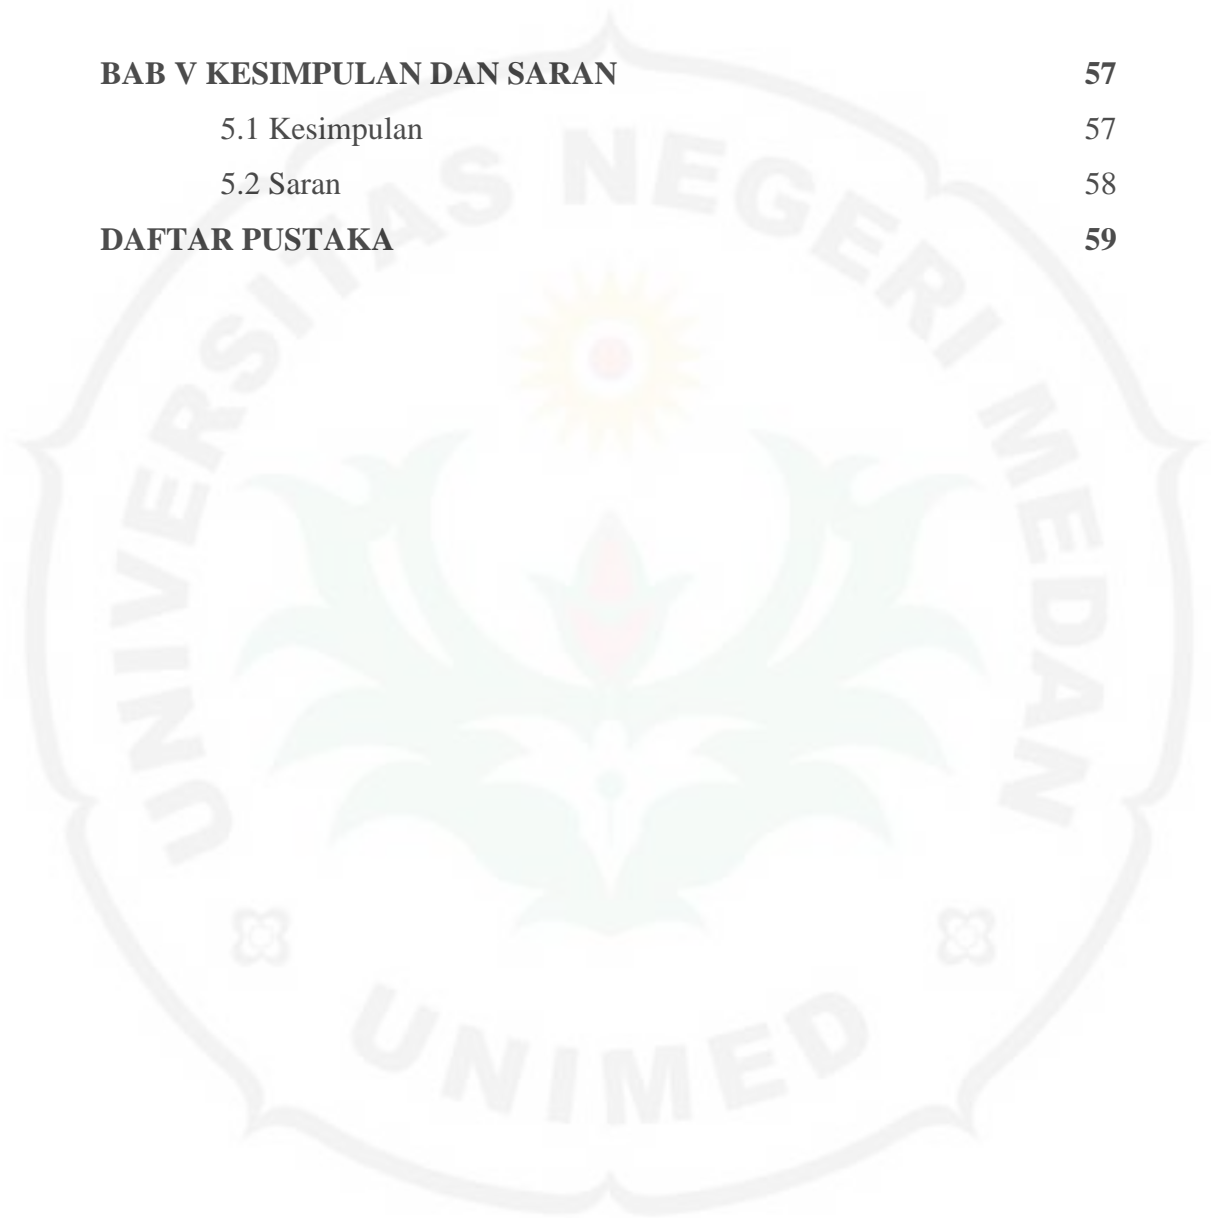 BAB V KESIMPULAN DAN SARAN 57
5.1 Kesimpulan 57
5.2 Saran 58
DAFTAR PUSTAKA 59
UNIVERSITAS NEGERI MEDAN
UNIMED